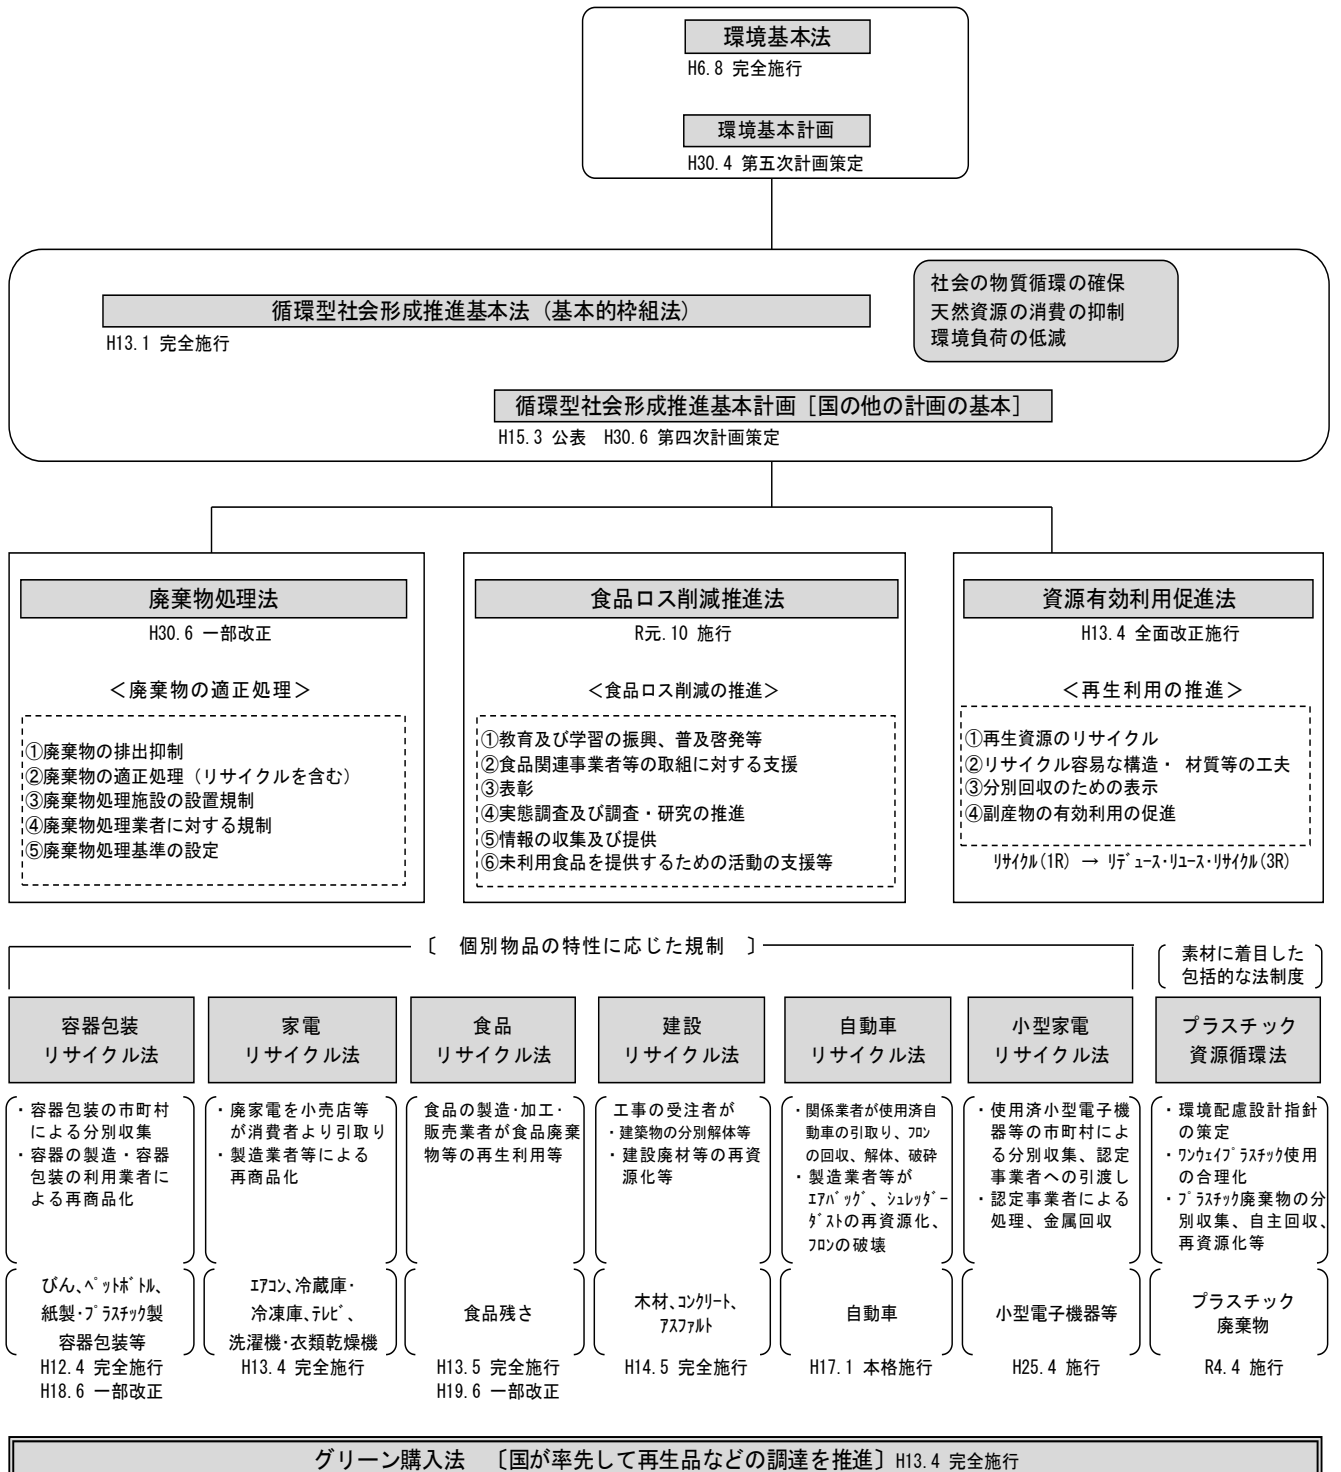 環境基本法
H6.8 完全施行
環境基本計画
H30.4 第五次計画策定
循環型社会形成推進基本法（基本的枠組法）
H13.1 完全施行
社会の物質循環の確保
天然資源の消費の抑制
環境負荷の低減
循環型社会形成推進基本計画［国の他の計画の基本］
H15.3 公表　H30.6 第四次計画策定
廃棄物処理法
H30.6 一部改正
＜廃棄物の適正処理＞
①廃棄物の排出抑制
②廃棄物の適正処理（リサイクルを含む）
③廃棄物処理施設の設置規制
④廃棄物処理業者に対する規制
⑤廃棄物処理基準の設定
食品ロス削減推進法
R元.10 施行
＜食品ロス削減の推進＞
①教育及び学習の振興、普及啓発等
②食品関連事業者等の取組に対する支援
③表彰
④実態調査及び調査・研究の推進
⑤情報の収集及び提供
⑥未利用食品を提供するための活動の支援等
資源有効利用促進法
H13.4 全面改正施行
＜再生利用の推進＞
①再生資源のリサイクル
②リサイクル容易な構造・ 材質等の工夫
③分別回収のための表示
④副産物の有効利用の促進
ﾘｻｲｸﾙ(1R) → ﾘﾃﾞｭｰｽ･ﾘﾕｰｽ･ﾘｻｲｸﾙ(3R)
〔　個別物品の特性に応じた規制　〕
素材に着目した
包括的な法制度
容器包装
リサイクル法
・容器包装の市町村
による分別収集
・容器の製造・容器
包装の利用業者に
よる再商品化
びん､ﾍﾟｯﾄﾎﾞﾄﾙ､
紙製･ﾌﾟﾗｽﾁｯｸ製
容器包装等
H12.4 完全施行
H18.6 一部改正
家電
リサイクル法
・廃家電を小売店等
が消費者より引取り
・製造業者等による
再商品化
ｴｱｺﾝ､冷蔵庫･
冷凍庫､ﾃﾚﾋﾞ､
洗濯機･衣類乾燥機
H13.4 完全施行
食品
リサイクル法
食品の製造･加工･
販売業者が食品廃棄
物等の再生利用等
食品残さ
H13.5 完全施行
H19.6 一部改正
建設
リサイクル法
工事の受注者が
・建築物の分別解体等
・建設廃材等の再資
源化等
木材､ｺﾝｸﾘｰﾄ､
ｱｽﾌｧﾙﾄ
H14.5 完全施行
自動車
リサイクル法
・関係業者が使用済自
動車の引取り、ﾌﾛﾝ
の回収、解体、破砕
・製造業者等が
ｴｱﾊﾞｯｸﾞ、ｼｭﾚｯﾀﾞｰ
ﾀﾞｽﾄの再資源化、
ﾌﾛﾝの破壊
自動車
H17.1 本格施行
小型家電
リサイクル法
・使用済小型電子機
器等の市町村によ
る分別収集、認定
事業者への引渡し
・認定事業者による
処理、金属回収
小型電子機器等
H25.4 施行
プラスチック
資源循環法
・環境配慮設計指針
の策定
・ﾜﾝｳｪｲﾌﾟﾗｽﾁｯｸ使用
の合理化
・ﾌﾟﾗｽﾁｯｸ廃棄物の分
別収集、自主回収、
再資源化等
プラスチック
廃棄物
R4.4 施行
グリーン購入法　〔国が率先して再生品などの調達を推進〕H13.4 完全施行